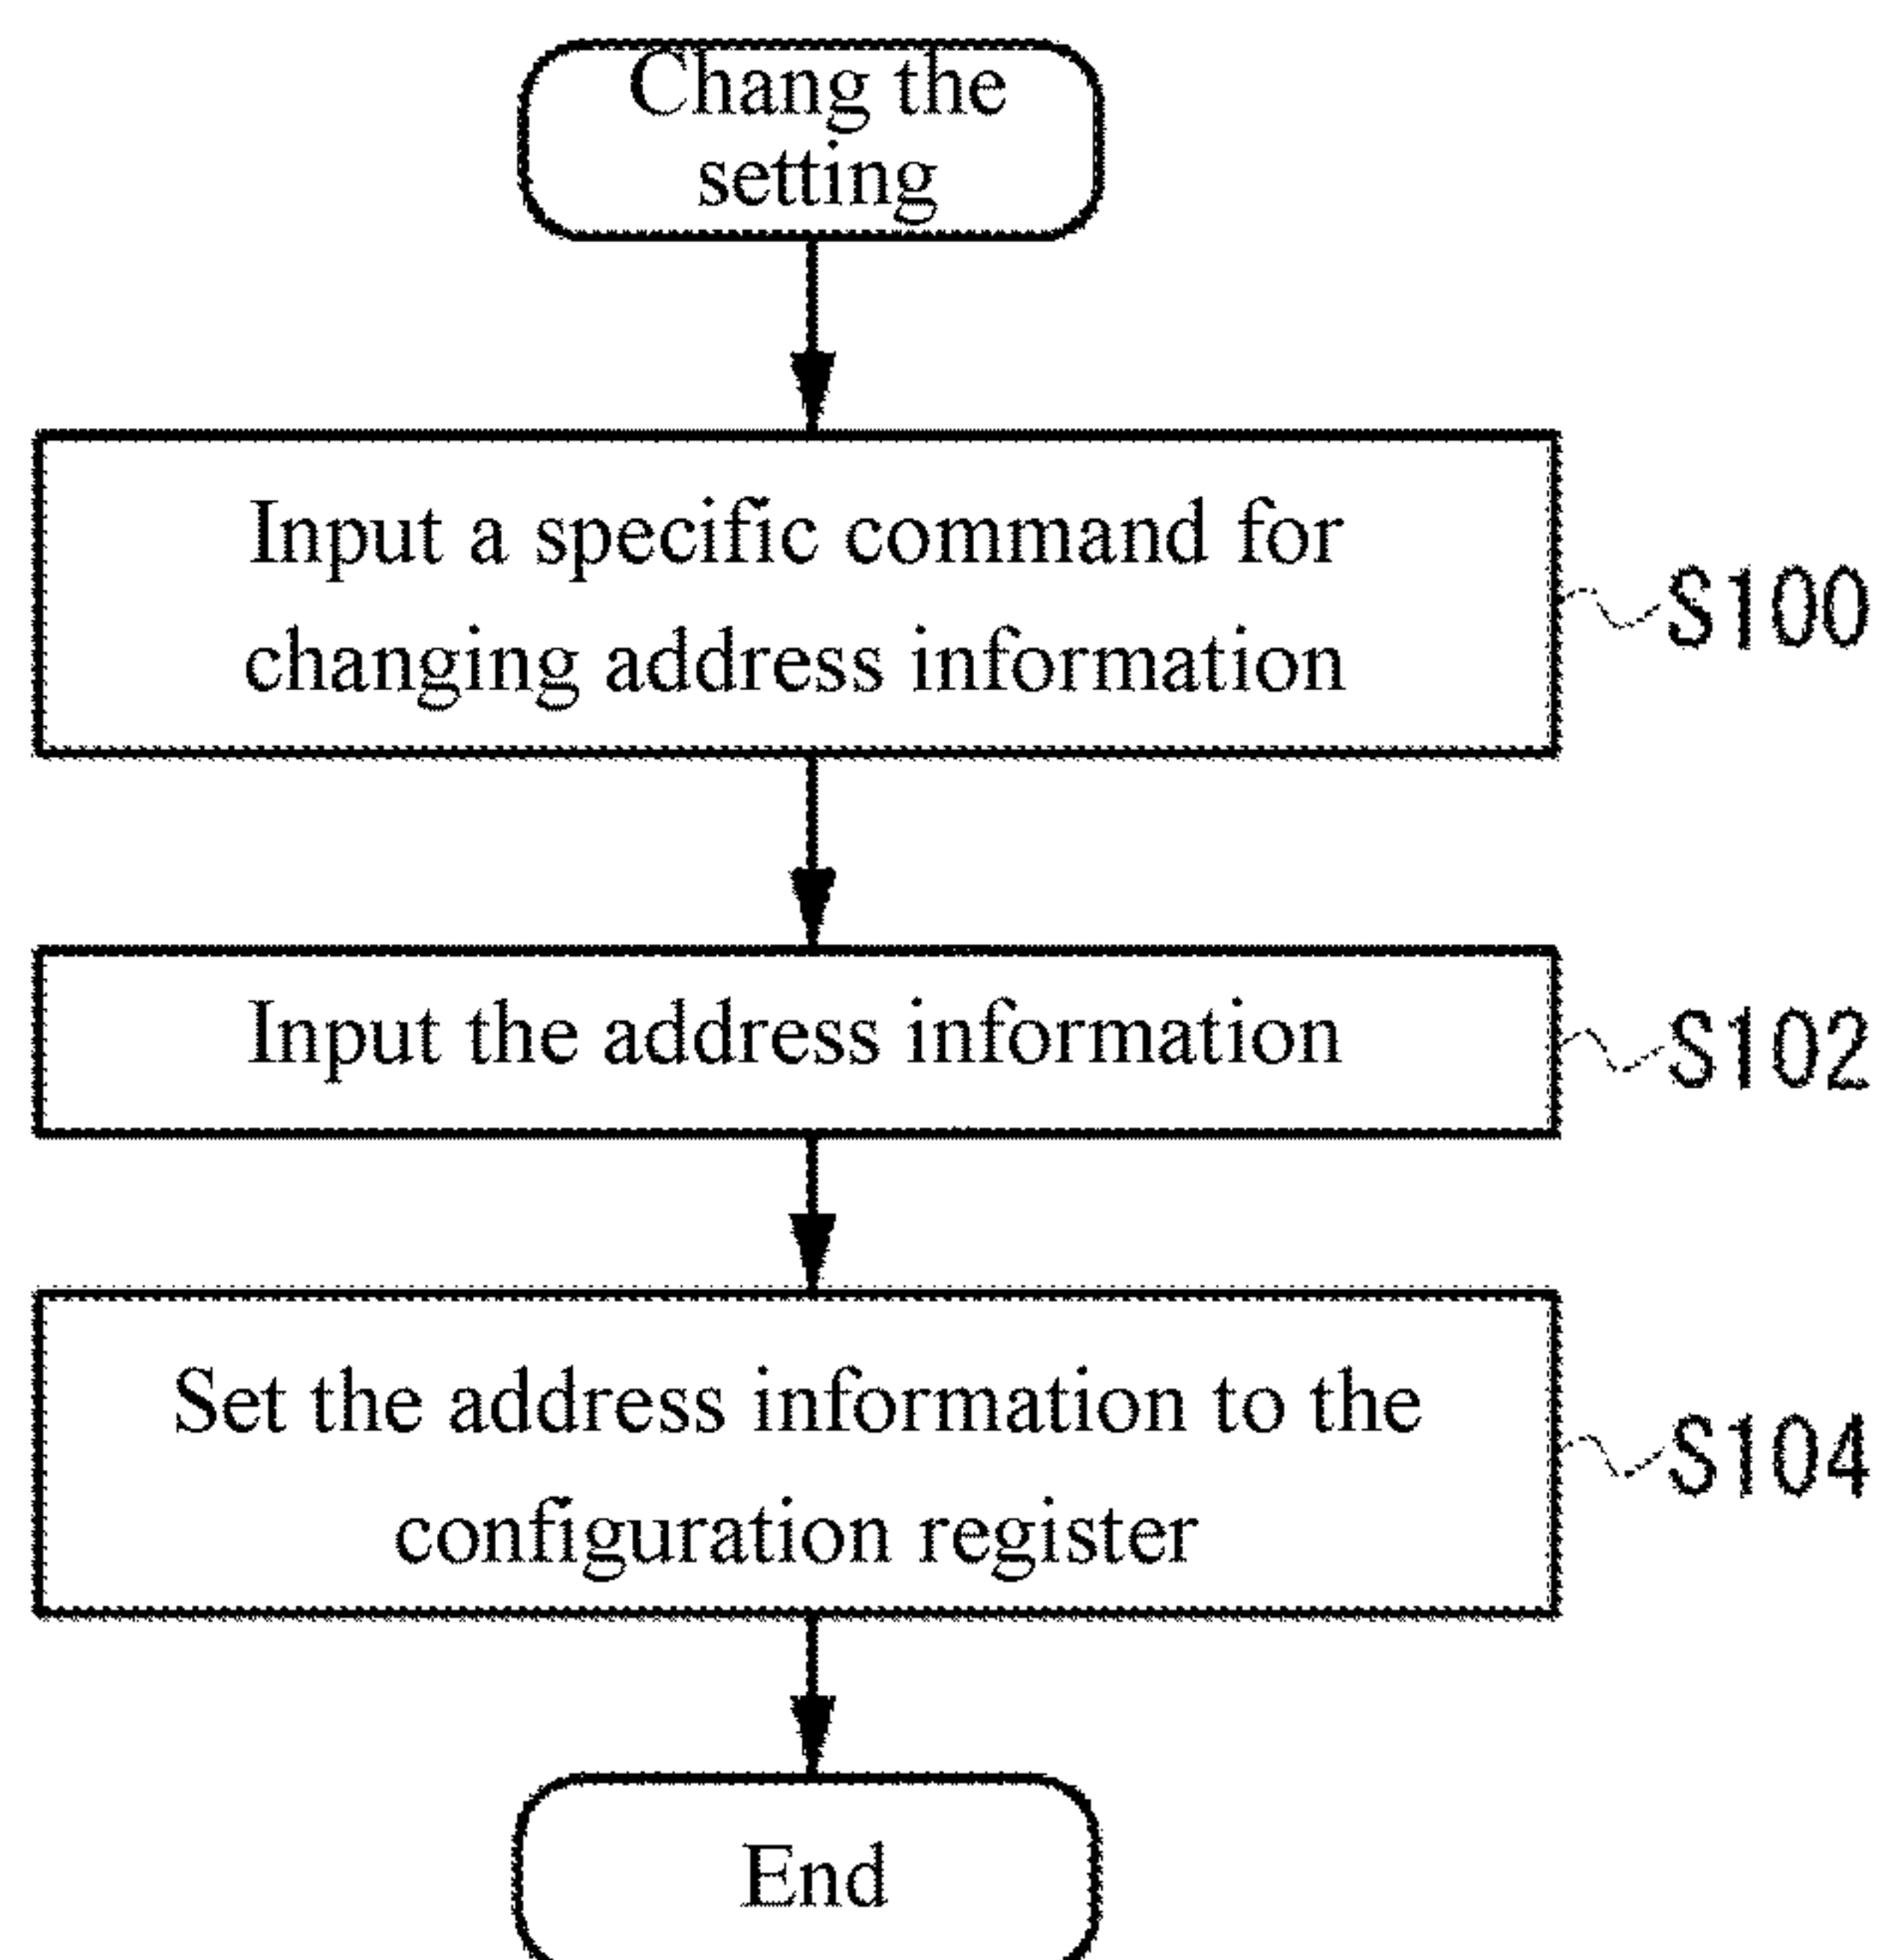 Chang the
setting
Input a specific command for
changing address information
S100
Input the address information
S102
Set the address information to the
configuration register
S104
End